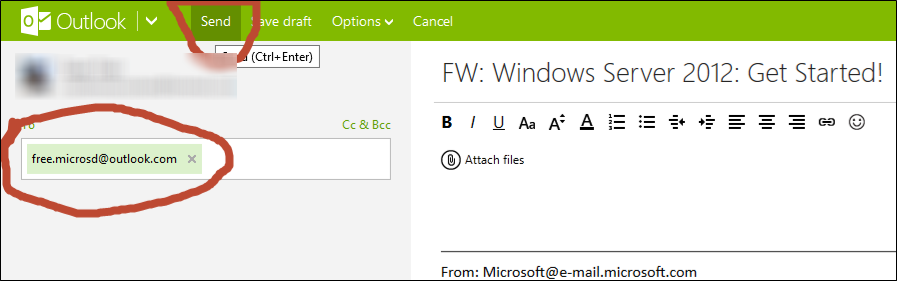 Outlook Send Save draft Options Cancel
(Ctrl+Enter)
FW: Windows Server 2012: Get Started!
To Cc & Bcc
B I U Aa A A
free.microsd@outlook.com
Attach files
From: Microsoft@e-mail.microsoft.com